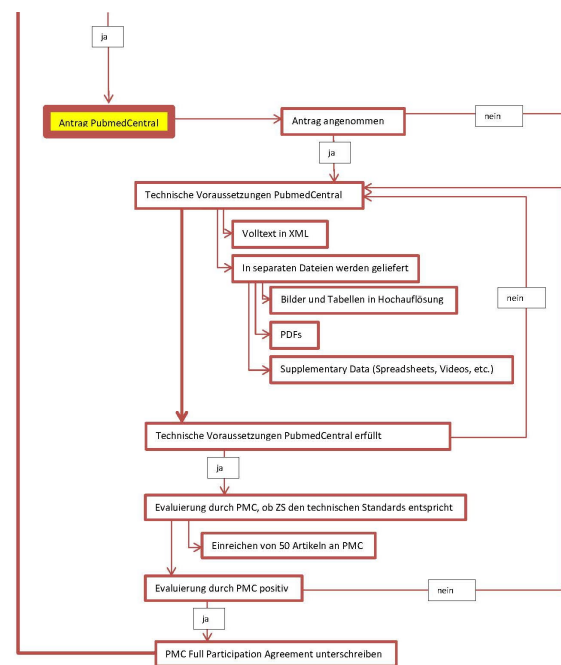 ja
Antrag PubmedCentral
Antrag angenommen
nein
ja
Technische Voraussetzungen PubmedCentral
Volltext in XML
In separaten Dateien werden geliefert
Bilder und Tabellen in Hochauflösung
nein
PDFs
Supplementary Data (Spreadsheets, Videos, etc.)
Technische Voraussetzungen PubmedCentral erfüllt
ja
Evaluierung durch PMC, ob ZS den technischen Standards entspricht
Einreichen von 50 Artikeln an PMC
Evaluierung durch PMC positiv
nein
ja
PMC Full Participation Agreement unterschreiben